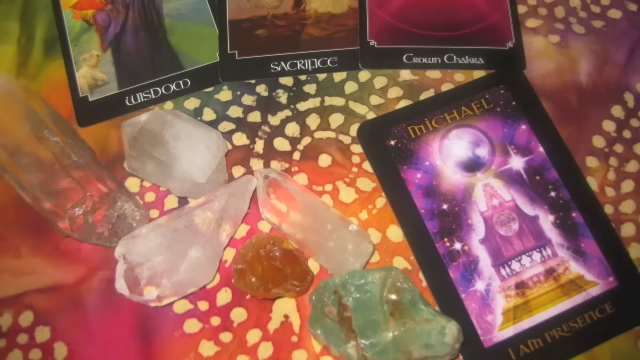 WISDOM
SACRIFICE
Crown Chakra
MICHAEL
I AM PRESENCE